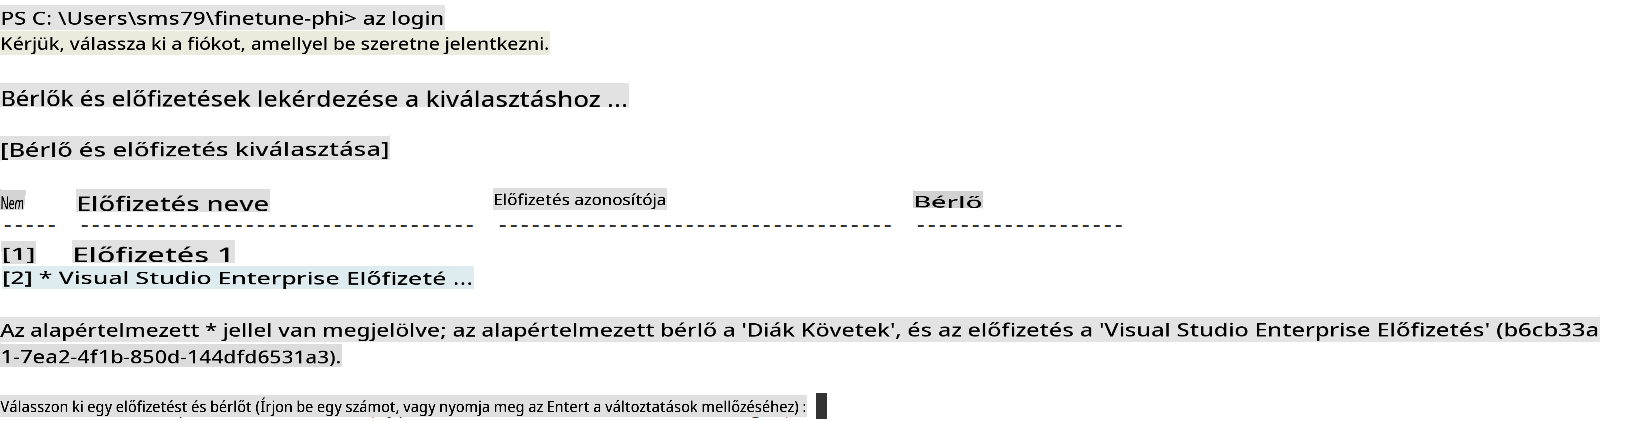 PS C: \Users\sms79\finetune-phi> az login
Kérjük, válassza ki a fiókot, amellyel be szeretne jelentkezni.
Bérlők és előfizetések lekérdezése a kiválasztáshoz ...
[Bérlő és előfizetés kiválasztása]
Nem Előfizetés neve Előfizetés azonosítója Bérlő
----- ---------------------------------- ------------------------------------ -------------------
[1] Előfizetés 1
[2] * Visual Studio Enterprise Előfizeté ...
Az alapértelmezett * jellel van megjelölve; az alapértelmezett bérlő a 'Diák Követek', és az előfizetés a 'Visual Studio Enterprise Előfizetés' (b6cb33a
1-7ea2-4f1b-850d-144dfd6531a3).
Válasszon ki egy előfizetést és bérlőt (Írjon be egy számot, vagy nyomja meg az Entert a változtatások mellőzéséhez) :